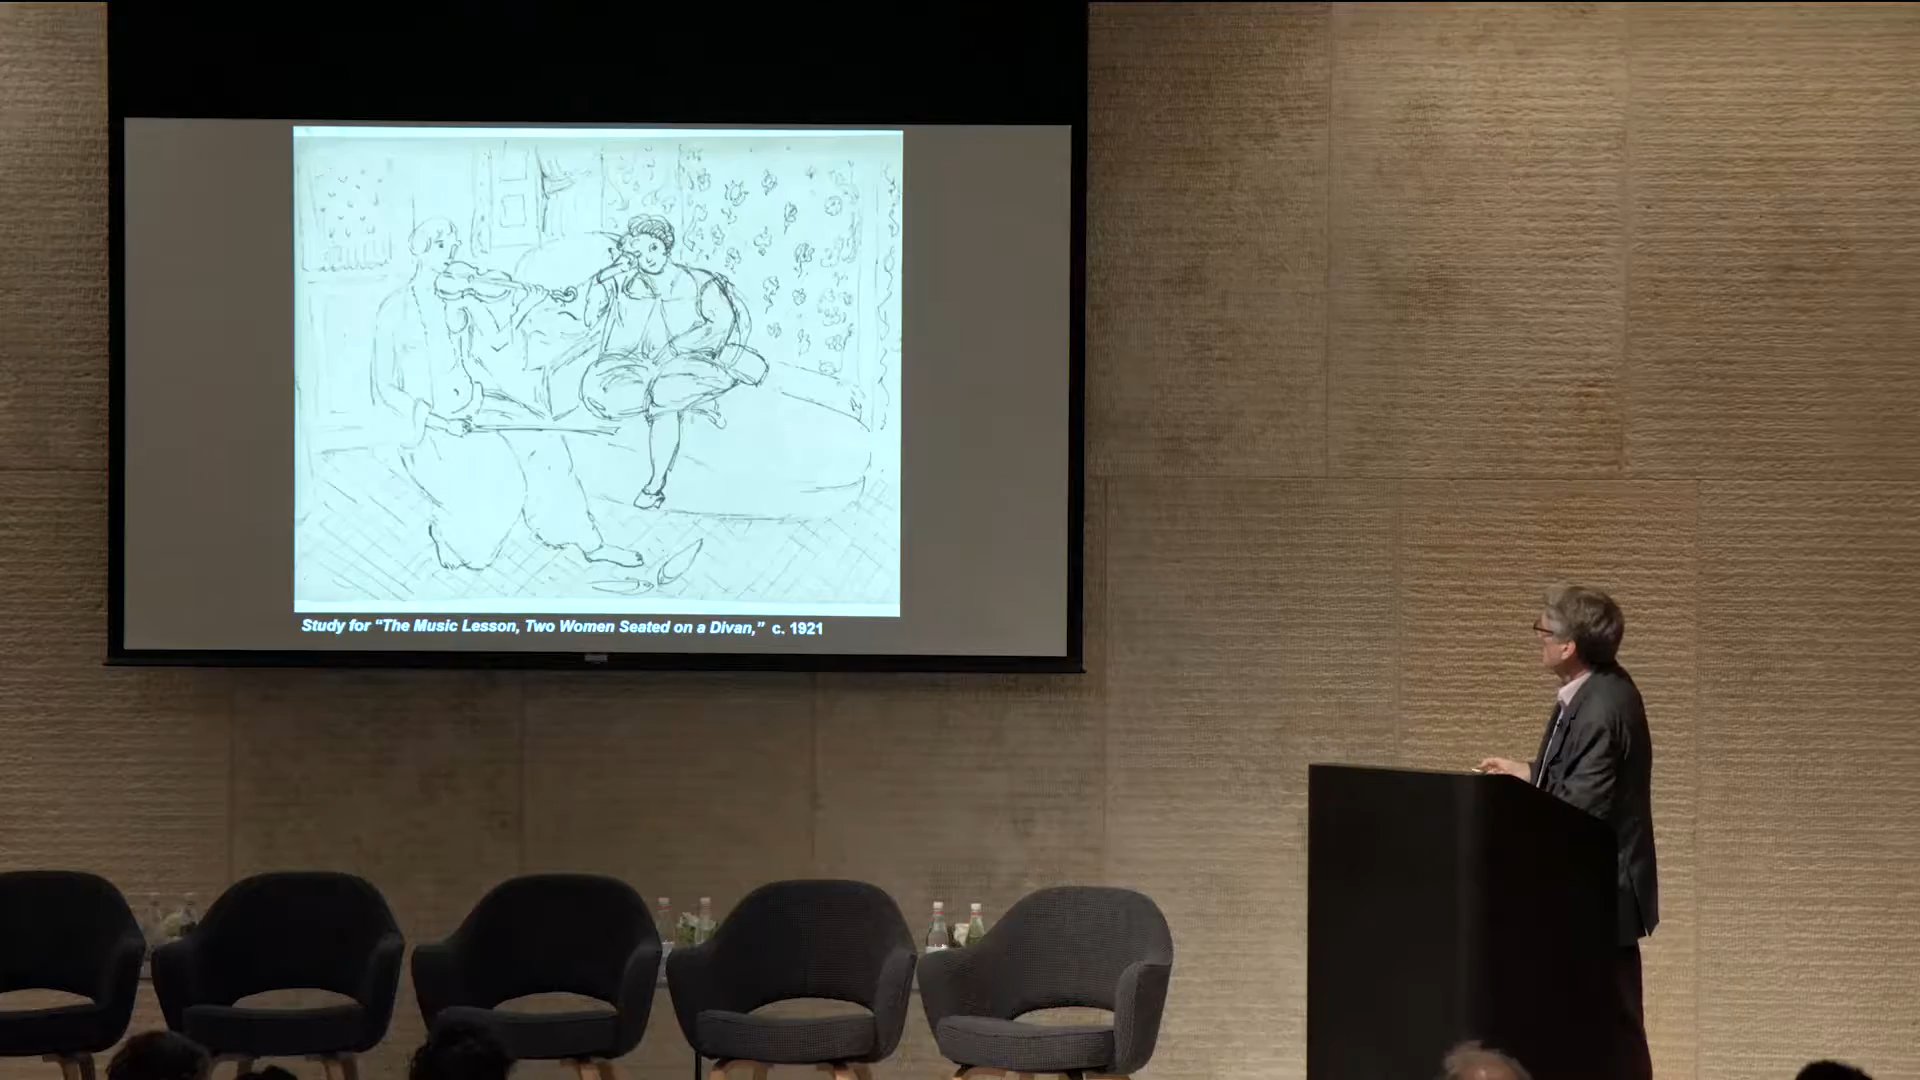 Study for “The Music Lesson, Two Women Seated on a Divan,” c. 1921